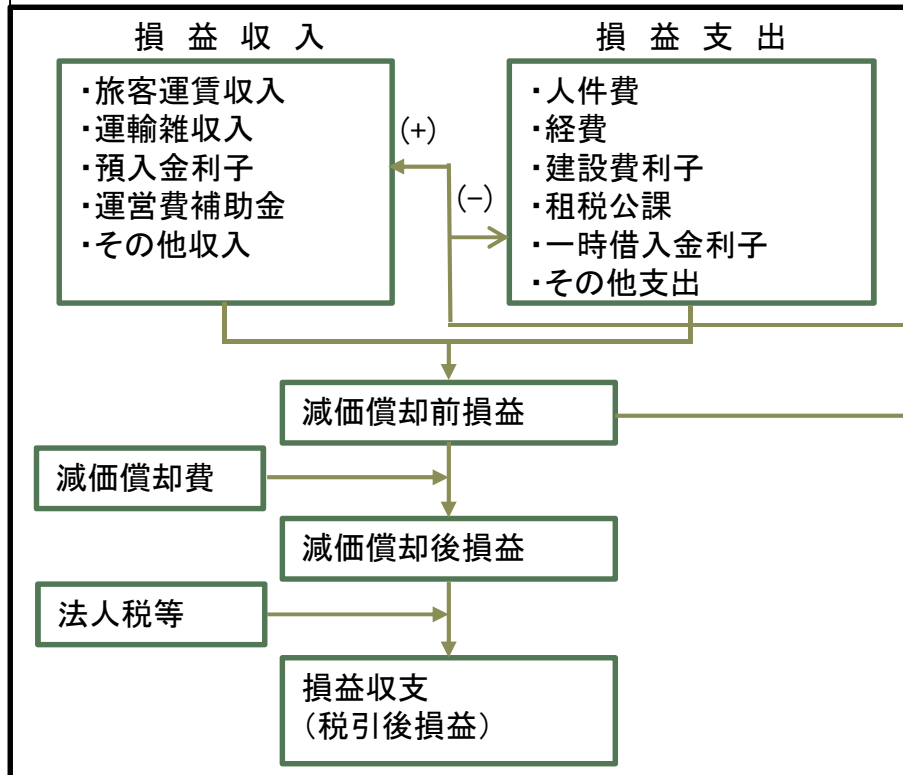 損益収入
・旅客運賃収入
・運輸雑収入
・預入金利子
・運営費補助金
・その他収入
(+)
(−)
損益支出
・人件費
・経費
・建設費利子
・租税公課
・一時借入金利子
・その他支出
減価償却前損益
減価償却費
減価償却後損益
法人税等
損益収支
（税引後損益）